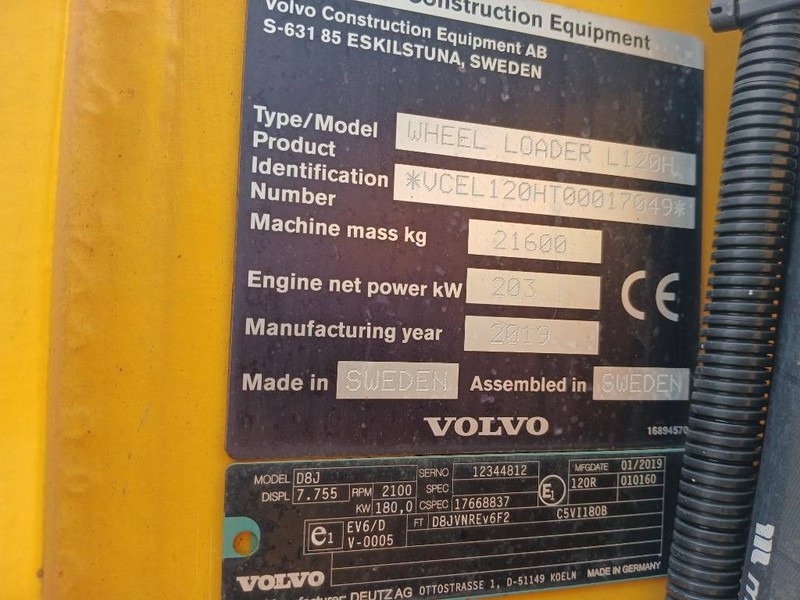 Construction Equipment
Volvo Construction Equipment AB
S-631 85 ESKILSTUNA, SWEDEN
Type/Model WHEEL LOADER L120H
Product
Identification *VCEL120HT00017049*
Number
Machine mass kg 21600
Engine net power kW 203
Manufacturing year 2019
CE
Made in SWEDEN Assembled in SWEDEN
VOLVO
16894570
MODEL D8J SERNO 12344812 MFGDATE 01/2019
DISPL 7.755 RPM 2100 SPEC E1 120R 010160
KW 180,0 CSPEC 17668837
e1 EV6/D FT D8JVNREv6F2 C5VI180B
V-0005
VOLVO
Manufacturer: DEUTZ AG OTTOSTRASSE 1, D-51149 KOELN MADE IN GERMANY